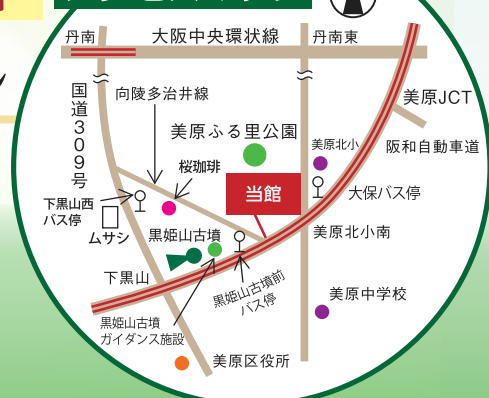 丹南
大阪中央環状線
丹南東
国道309号
向陵多治井線
美原JCT
美原ふる里公園
美原北小
阪和自動車道
桜珈琲
当館
大保バス停
下黒山西
バス停
ムサシ
黒姫山古墳
美原北小南
下黒山
黒姫山古墳前
バス停
美原中学校
黒姫山古墳
ガイダンス施設
美原区役所